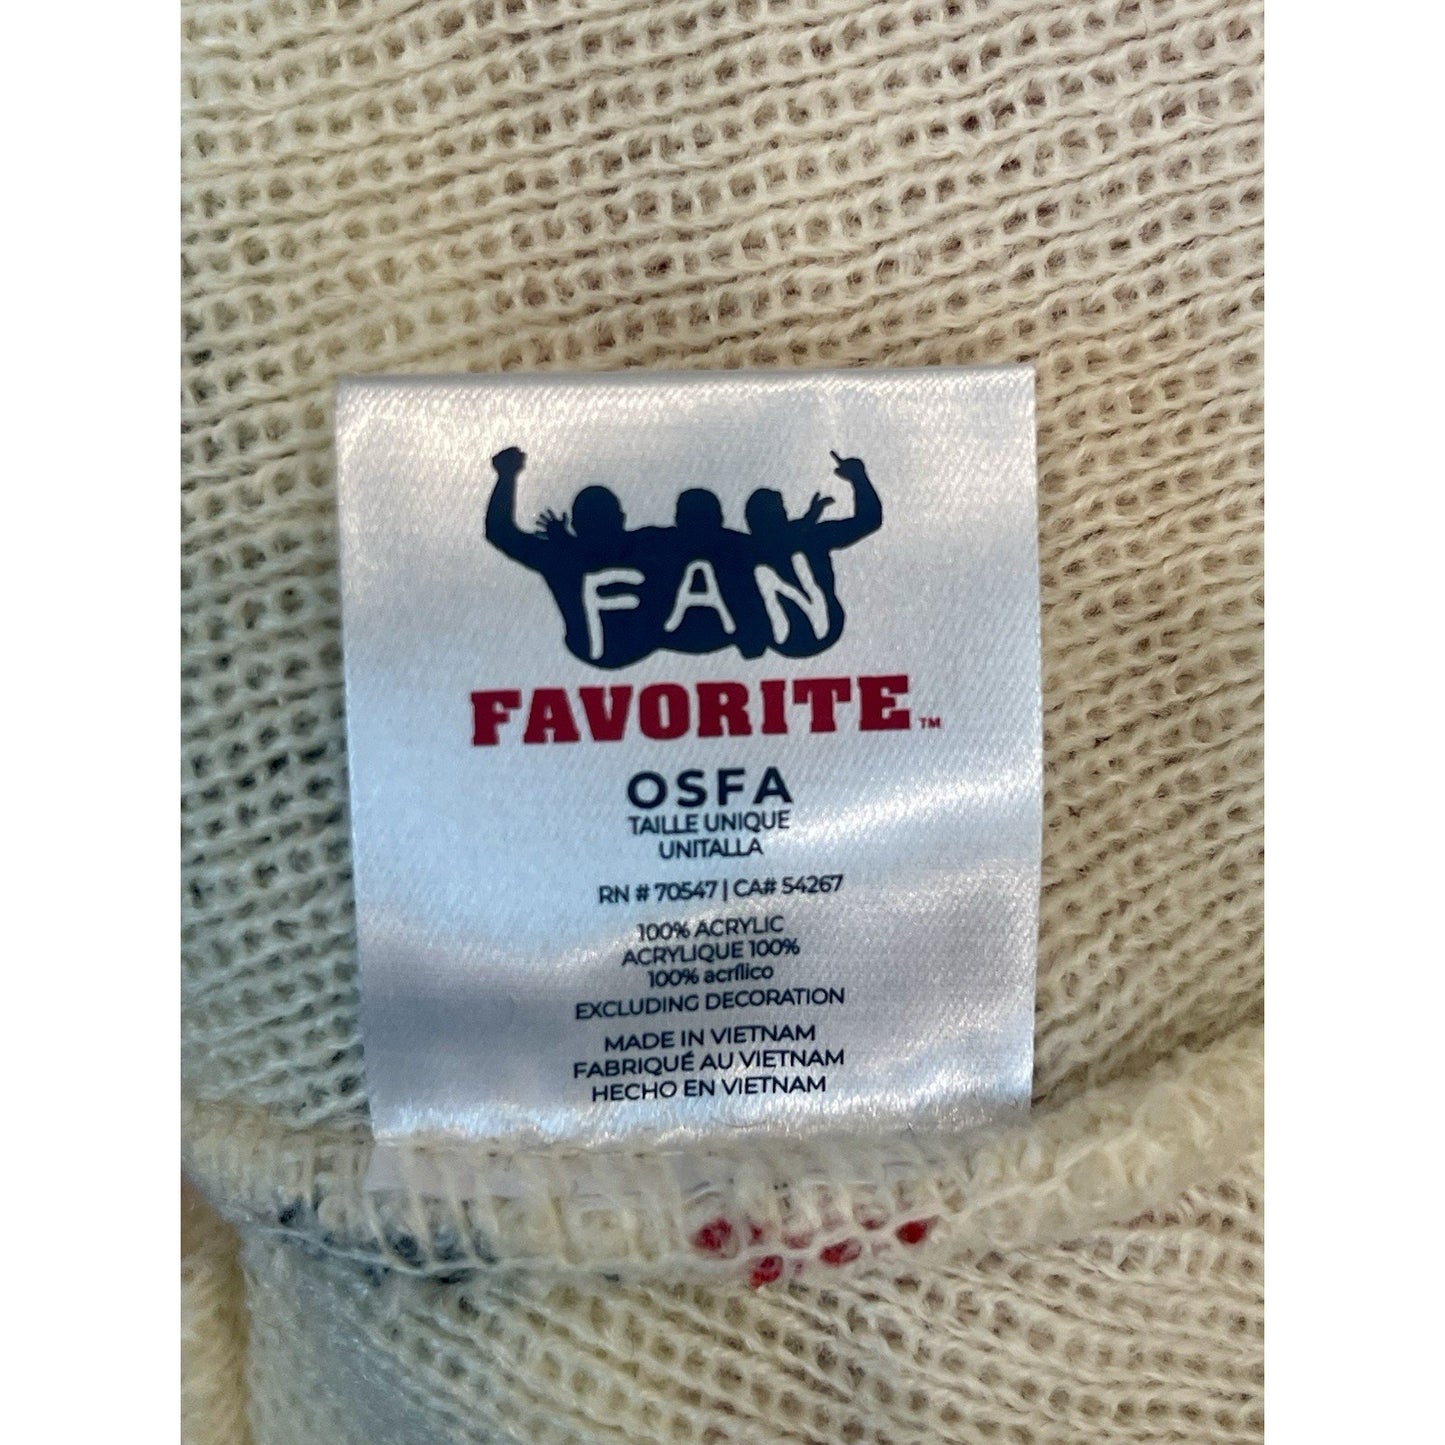 FAN
FAVORITE™
OSFA
TAILLE UNIQUE
UNITALLA
RN # 70547 | CA# 54267
100% ACRYLIC
ACRYLIQUE 100%
100% acrílico
EXCLUDING DECORATION
MADE IN VIETNAM
FABRIQUÉ AU VIETNAM
HECHO EN VIETNAM